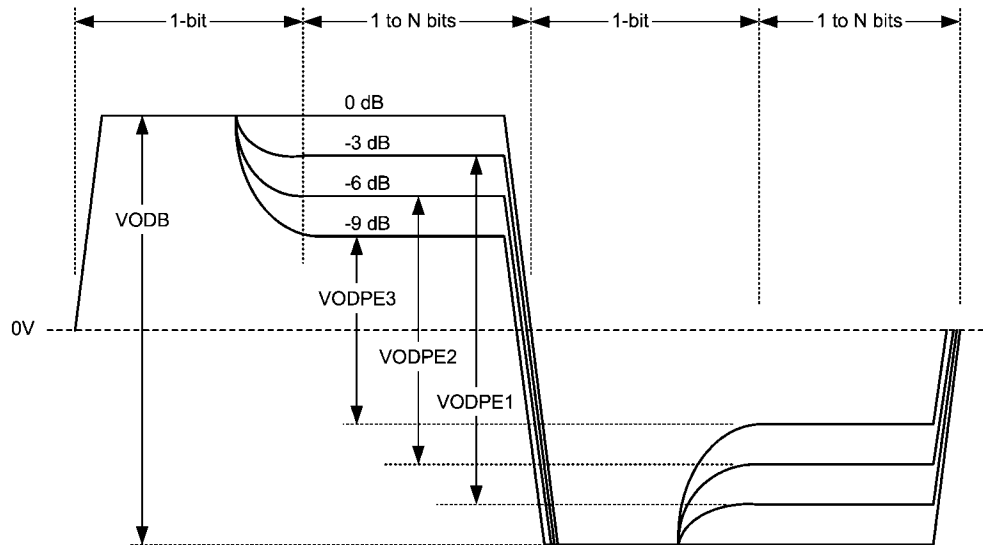 1-bit
1 to N bits
1-bit
1 to N bits
0 dB
-3 dB
-6 dB
-9 dB
VODB
VODPE3
0V
VODPE2
VODPE1